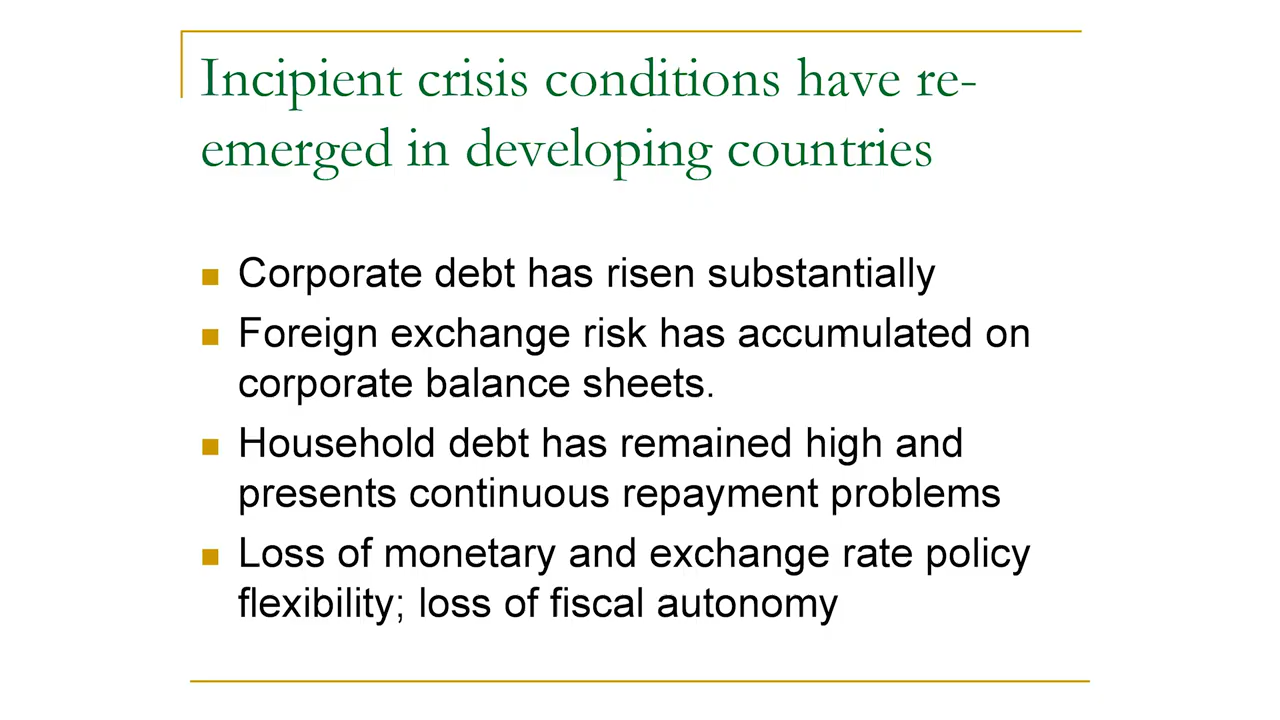 Incipient crisis conditions have re-
emerged in developing countries
Corporate debt has risen substantially
Foreign exchange risk has accumulated on
corporate balance sheets.
Household debt has remained high and
presents continuous repayment problems
Loss of monetary and exchange rate policy
flexibility; loss of fiscal autonomy